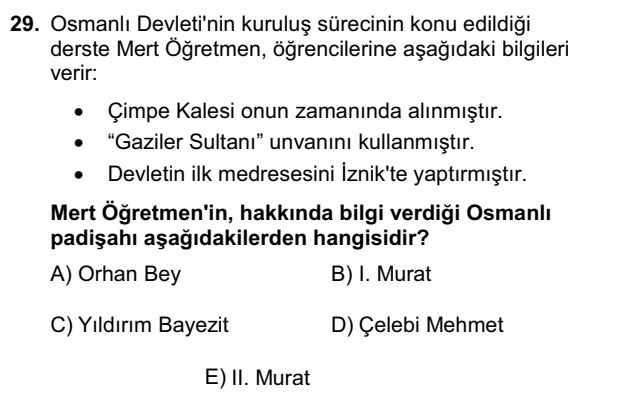 29. Osmanlı Devleti'nin kuruluş sürecinin konu edildiği
derste Mert Öğretmen, öğrencilerine aşağıdaki bilgileri
verir:
• Çimpe Kalesi onun zamanında alınmıştır.
• “Gaziler Sultanı” unvanını kullanmıştır.
• Devletin ilk medresesini İznik'te yaptırmıştır.
Mert Öğretmen'in, hakkında bilgi verdiği Osmanlı
padişahı aşağıdakilerden hangisidir?
A) Orhan Bey B) I. Murat
C) Yıldırım Bayezit D) Çelebi Mehmet
E) II. Murat